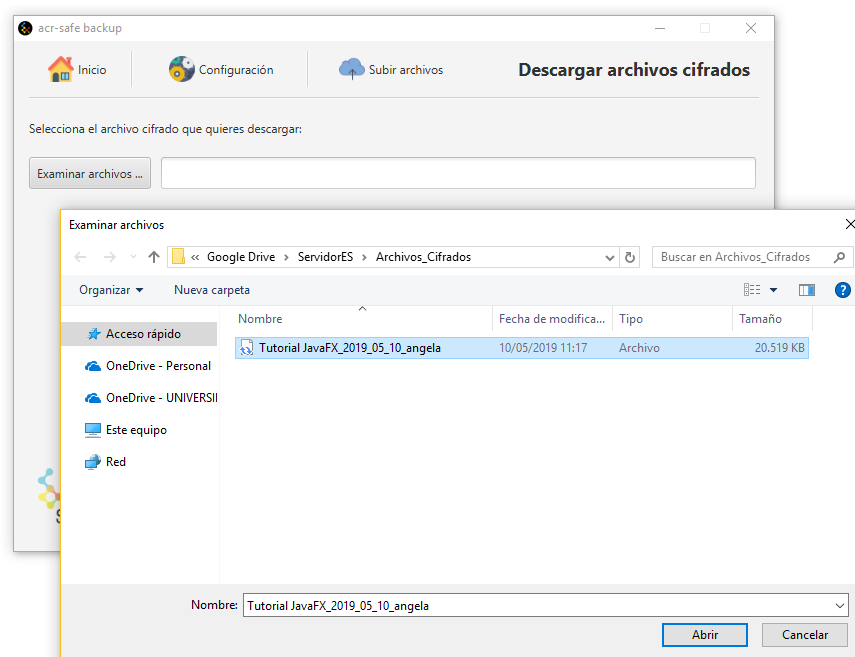 acr-safe backup
Inicio
Configuración
Subir archivos
Descargar archivos cifrados
Selecciona el archivo cifrado que quieres descargar:
Examinar archivos ...
Examinar archivos
« Google Drive › ServidorES › Archivos_Cifrados
Buscar en Archivos_Cifrados
Organizar
Nueva carpeta
?
Nombre Fecha de modifica... Tipo Tamaño
Tutorial JavaFX_2019_05_10_angela 10/05/2019 11:17 Archivo 20.519 KB
Acceso rápido
OneDrive - Personal
OneDrive - UNIVERSI
Este equipo
Red
Nombre: Tutorial JavaFX_2019_05_10_angela
Abrir
Cancelar